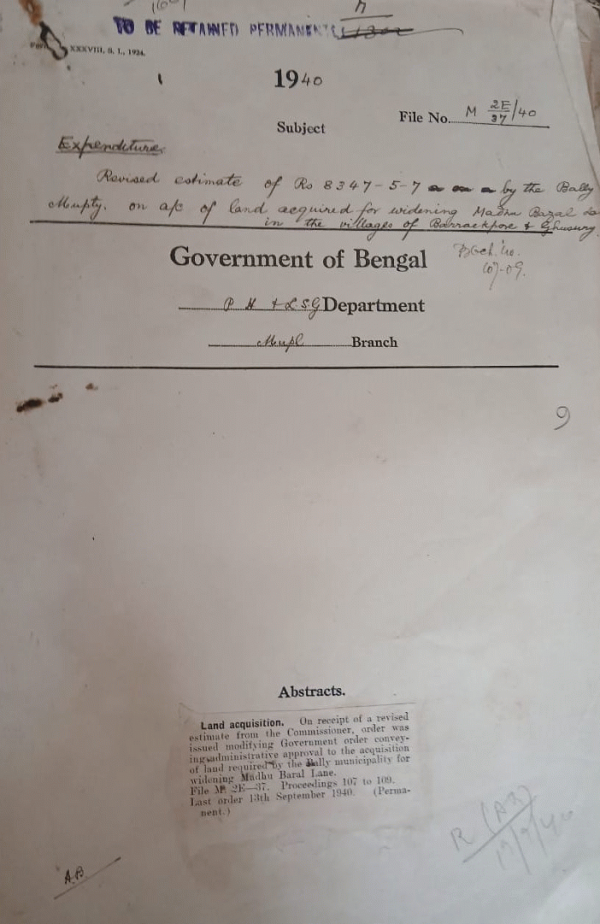 TO BE RETAINED PERMANENTLY
XXXVIII, S. I., 1934.
1940
File No. M 2E/37/40
Subject
Expenditure.
Revised estimate of Rs 8347-5-7 by the Bally
Mupty. on a/c of land acquired for widening Madhu Baral
in the villages of Barrackpore & Ghusury
Government of Bengal
107-09.
P H & LSG Department
Mupl Branch
9
Abstracts.
Land acquisition. On receipt of a revised
estimate from the Commissioner, order was
issued modifying Government order convey-
ing administrative approval to the acquisition
of land required by the Bally municipality for
widening Madhu Baral Lane.
File M. 2E—37. Proceedings 107 to 109.
Last order 13th September 1940. (Perma-
nent.)
A.B.